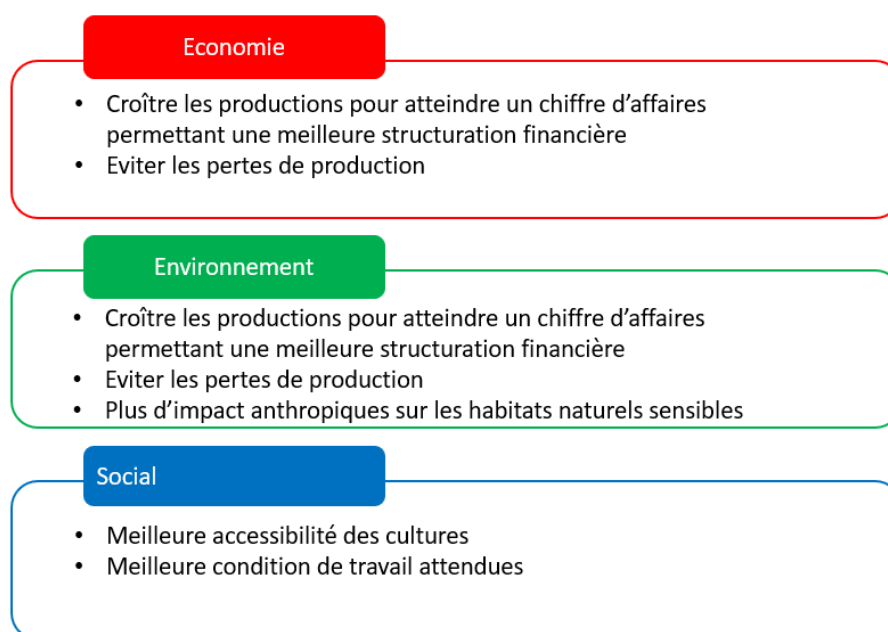 Economie
• Croître les productions pour atteindre un chiffre d’affaires
permettant une meilleure structuration financière
• Eviter les pertes de production
Environnement
• Croître les productions pour atteindre un chiffre d’affaires
permettant une meilleure structuration financière
• Eviter les pertes de production
• Plus d’impact anthropiques sur les habitats naturels sensibles
Social
• Meilleure accessibilité des cultures
• Meilleure condition de travail attendues